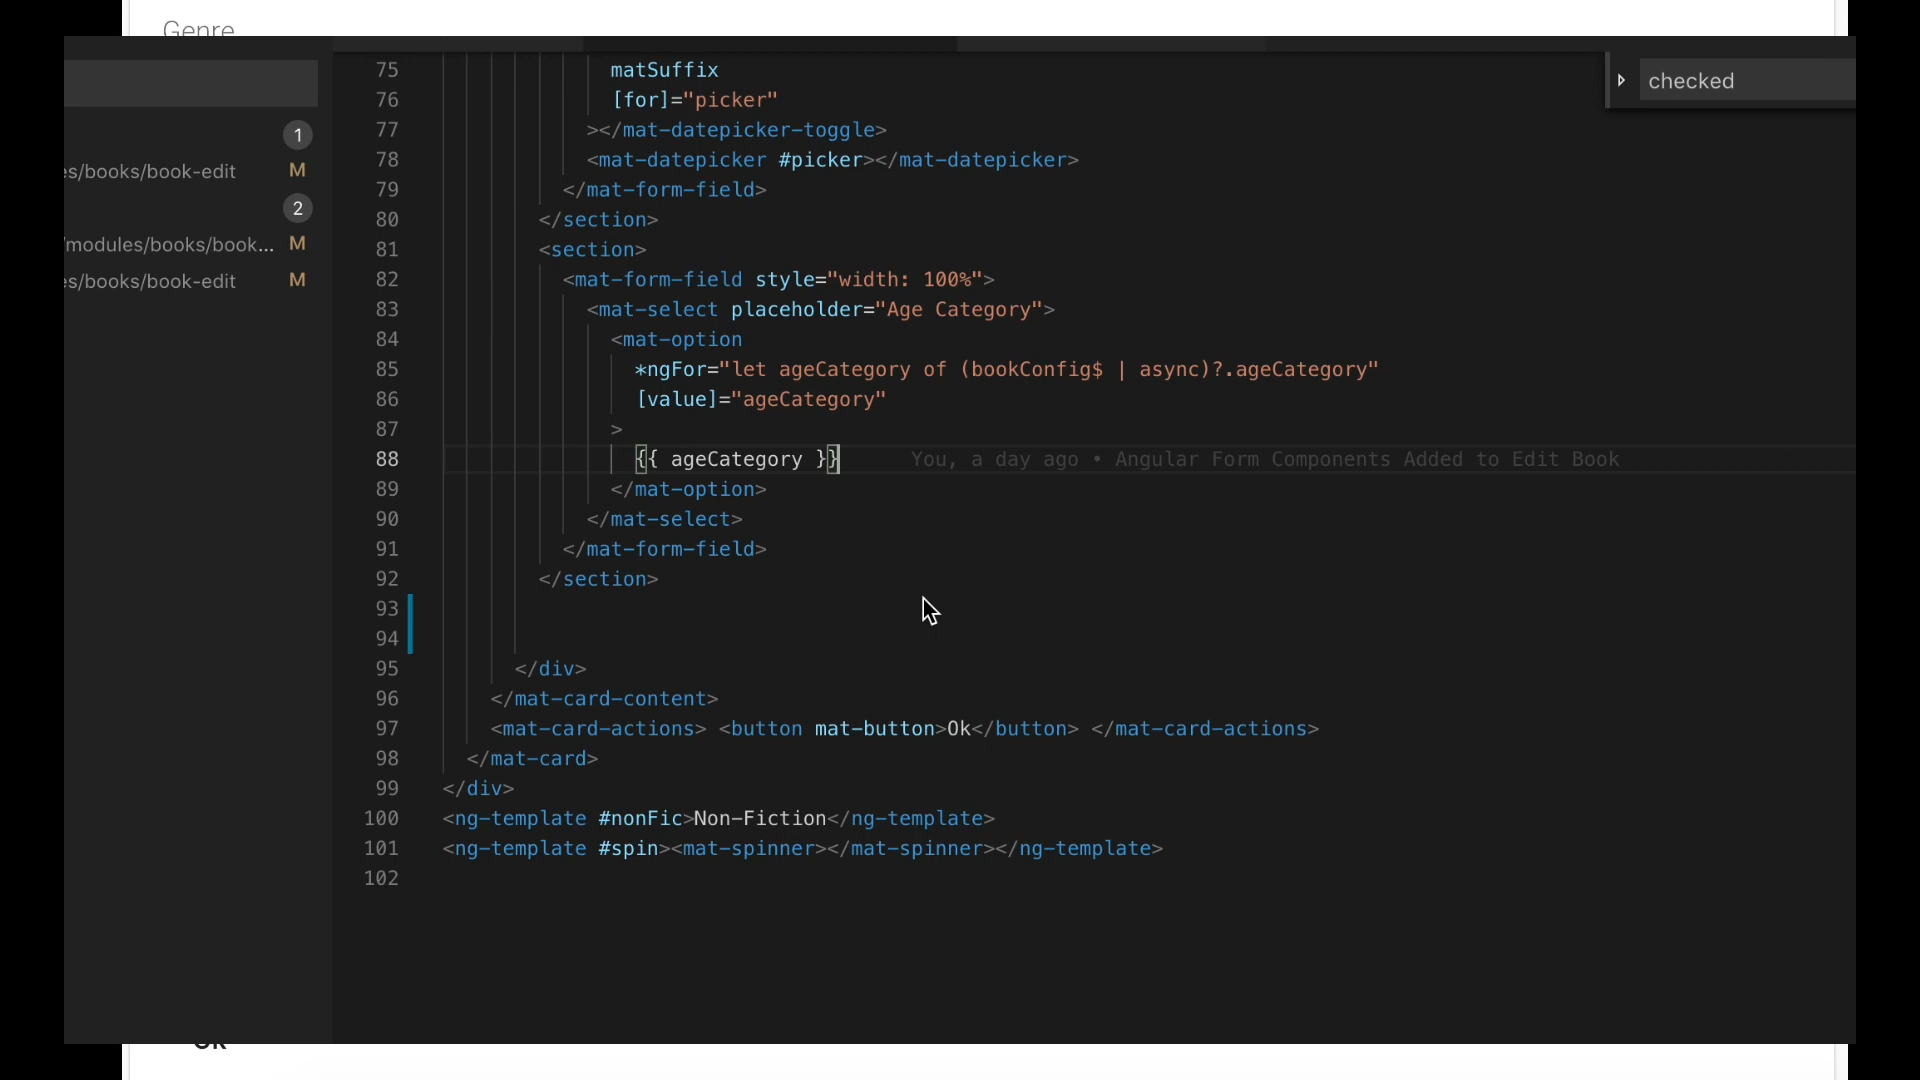 Genre
checked
1
es/books/book-edit M
2
/modules/books/book... M
es/books/book-edit M
75 matSuffix
76 [for]="picker"
77 ></mat-datepicker-toggle>
78 <mat-datepicker #picker></mat-datepicker>
79 </mat-form-field>
80 </section>
81 <section>
82 <mat-form-field style="width: 100%">
83 <mat-select placeholder="Age Category">
84 <mat-option
85 *ngFor="let ageCategory of (bookConfig$ | async)?.ageCategory"
86 [value]="ageCategory"
87 >
88 {{ ageCategory }} You, a day ago • Angular Form Components Added to Edit Book
89 </mat-option>
90 </mat-select>
91 </mat-form-field>
92 </section>
93
94
95 </div>
96 </mat-card-content>
97 <mat-card-actions> <button mat-button>Ok</button> </mat-card-actions>
98 </mat-card>
99 </div>
100 <ng-template #nonFic>Non-Fiction</ng-template>
101 <ng-template #spin><mat-spinner></mat-spinner></ng-template>
102
Ok